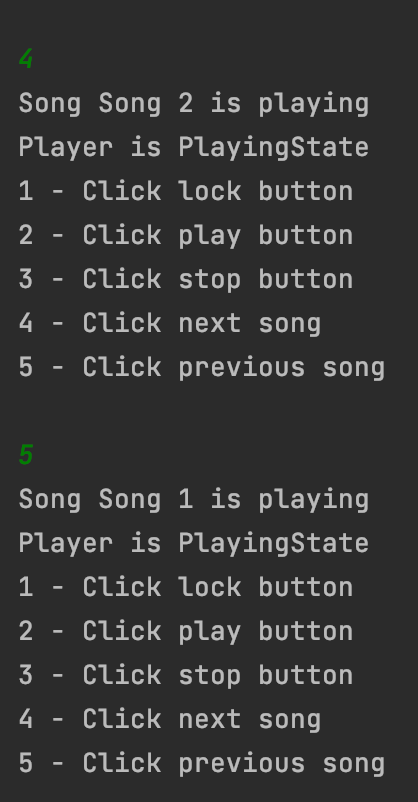 4
Song Song 2 is playing
Player is PlayingState
1 - Click lock button
2 - Click play button
3 - Click stop button
4 - Click next song
5 - Click previous song
5
Song Song 1 is playing
Player is PlayingState
1 - Click lock button
2 - Click play button
3 - Click stop button
4 - Click next song
5 - Click previous song